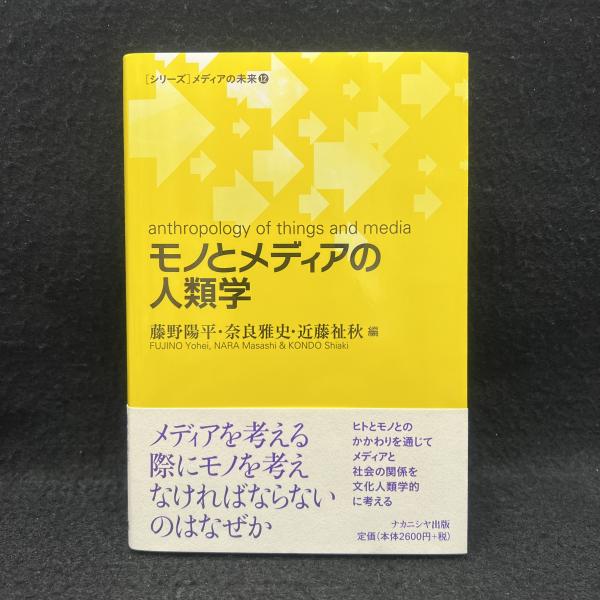 ［シリーズ］メディアの未来⓬
anthropology of things and media
モノとメディアの
人類学
藤野陽平・奈良雅史・近藤祉秋 編
FUJINO Yohei, NARA Masashi & KONDO Shiaki
メディアを考える
際にモノを考え
なければならない
のはなぜか
ヒトとモノとの
かかわりを通じて
メディアと
社会の関係を
文化人類学的
に考える
ナカニシヤ出版
定価（本体2600円+税）